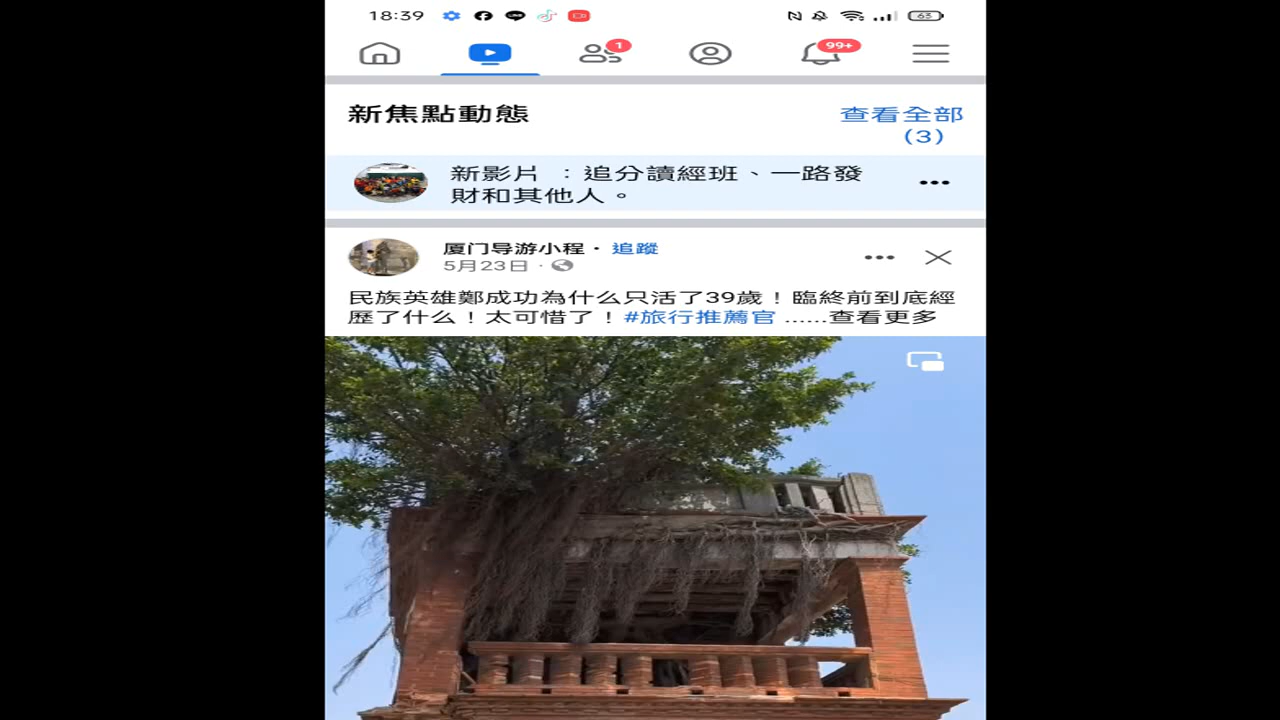 18:39
63
1
99+
新焦點動態
查看全部
(3)
新影片 ：追分讀經班、一路發
財和其他人。
厦门导游小程· 追蹤
5月23日 ·
民族英雄鄭成功為什么只活了39歲！臨終前到底經
歷了什么！太可惜了！#旅行推薦官 ......查看更多